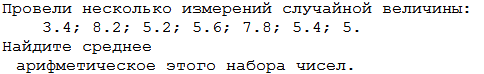 Провели несколько измерений случайной величины:
3.4; 8.2; 5.2; 5.6; 7.8; 5.4; 5.
Найдите среднее
арифметическое этого набора чисел.